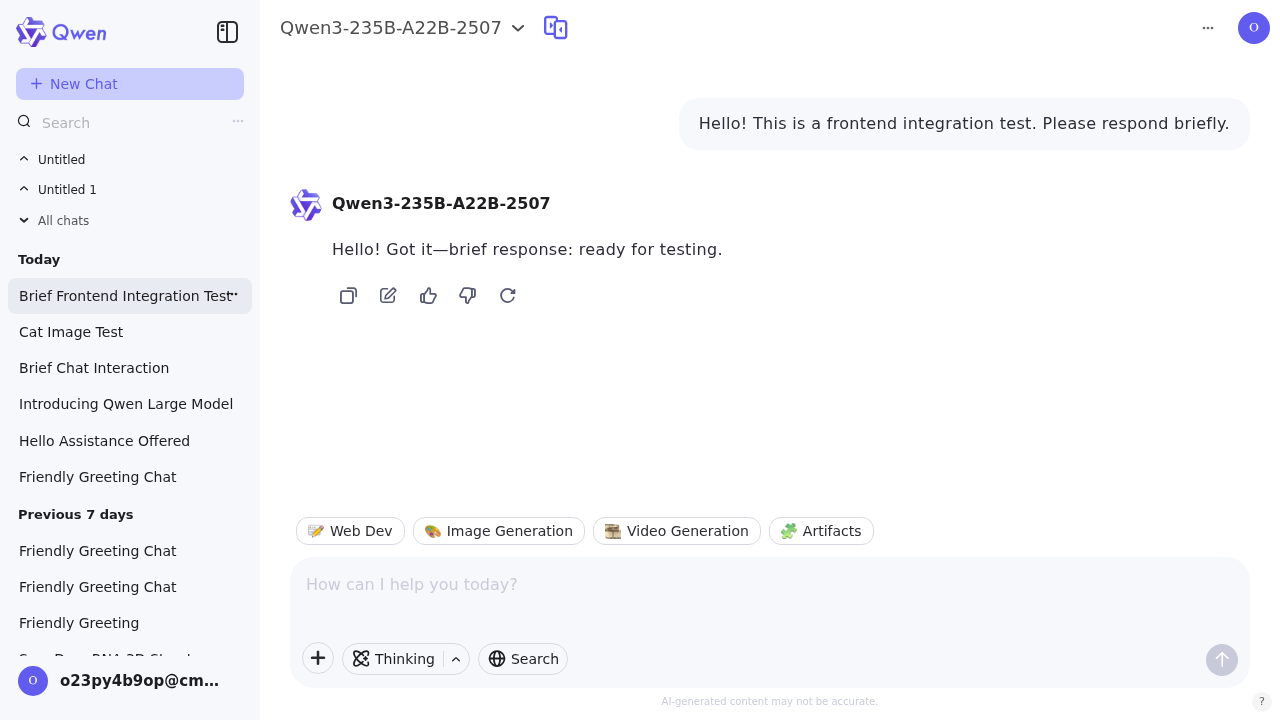 Qwen
New Chat
Search
Untitled
Untitled 1
All chats
Today
Brief Frontend Integration Test
Cat Image Test
Brief Chat Interaction
Introducing Qwen Large Model
Hello Assistance Offered
Friendly Greeting Chat
Previous 7 days
Friendly Greeting Chat
Friendly Greeting Chat
Friendly Greeting
O
o23py4b9op@cm...
Qwen3-235B-A22B-2507
O
Hello! This is a frontend integration test. Please respond briefly.
Qwen3-235B-A22B-2507
Hello! Got it—brief response: ready for testing.
Web Dev
Image Generation
Video Generation
Artifacts
How can I help you today?
Thinking
Search
AI-generated content may not be accurate.
?